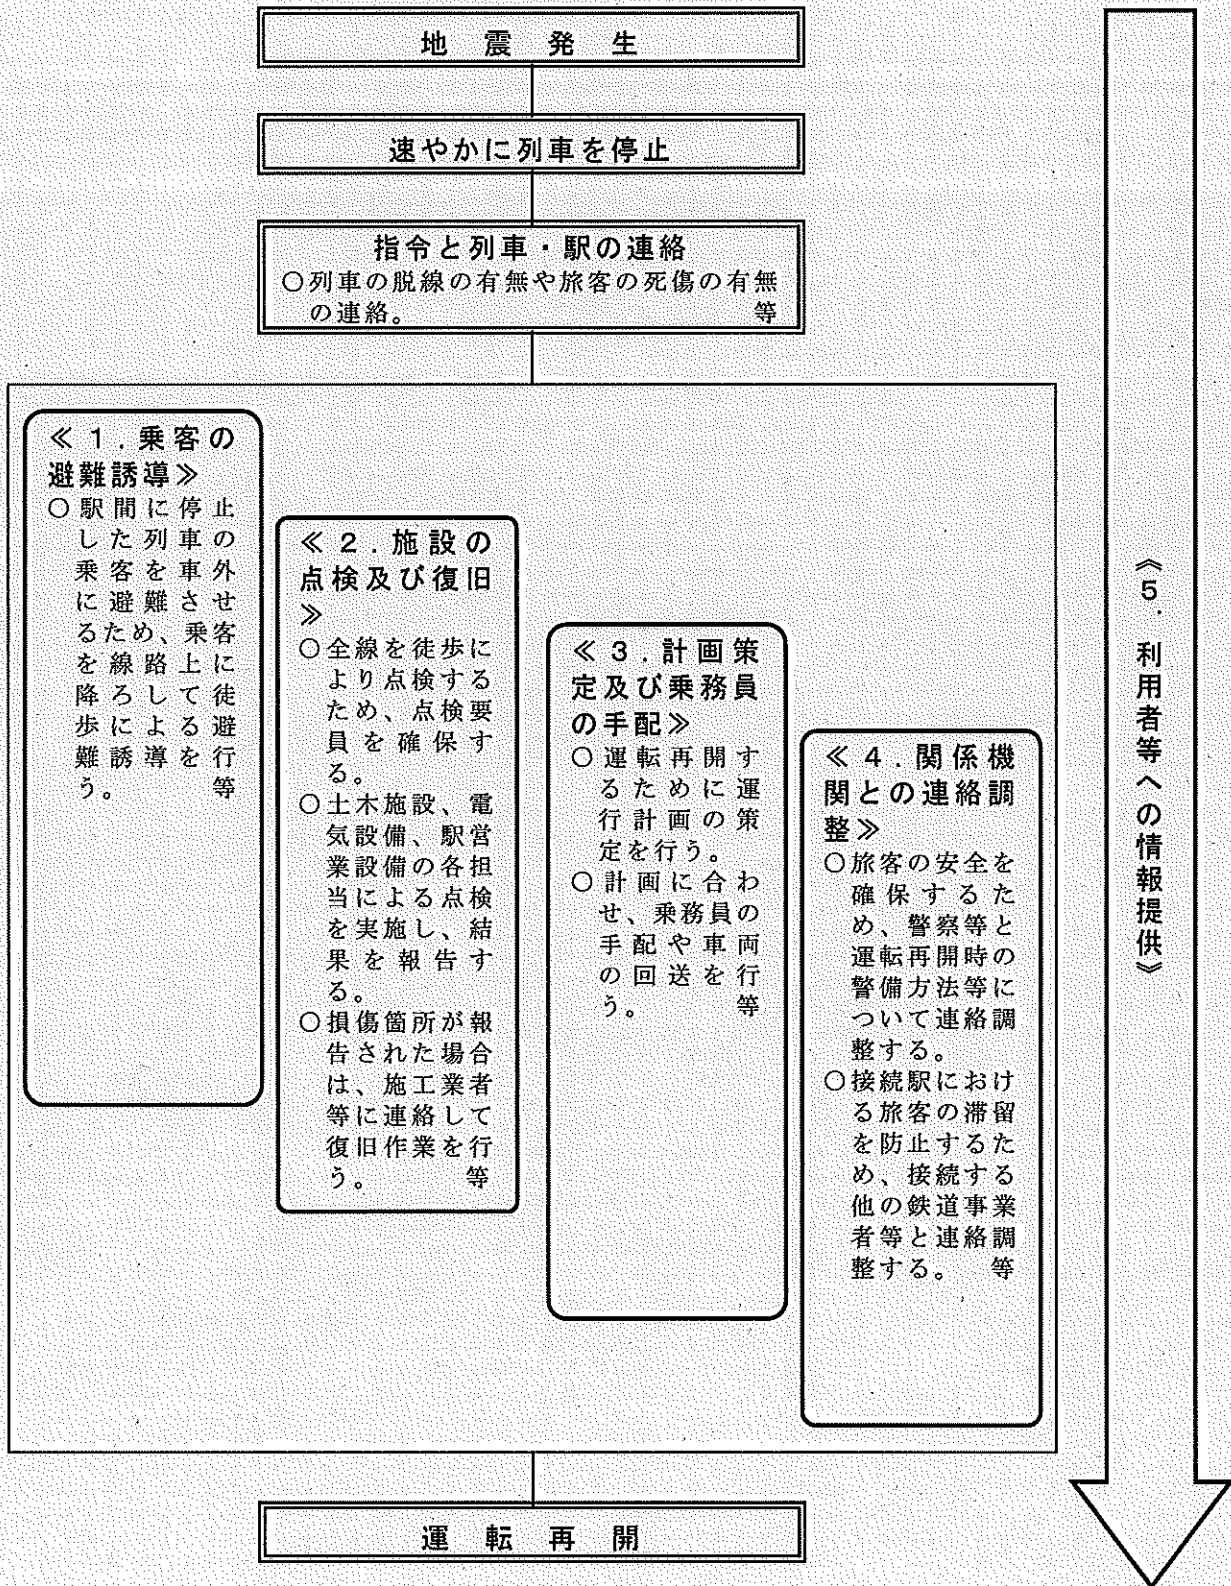 地震発生
速やかに列車を停止
指令と列車・駅の連絡
○列車の脱線の有無や旅客の死傷の有無
の連絡。 等
≪1.乗客の
避難誘導≫
○駅間に停止
した列車の
乗客を車外
に避難させ
るため、乗客
を線路上に
降ろして徒
歩による避
難誘導を行
う。 等
≪2.施設の
点検及び復旧
≫
○全線を徒歩に
より点検する
ため、点検要
員を確保す
る。
○土木施設、電
気設備、駅営
業設備の各担
当による点検
を実施し、結
果を報告す
る。
○損傷箇所が報
告された場合
は、施工業者
等に連絡して
復旧作業を行
う。 等
≪3.計画策
定及び乗務員
の手配≫
○運転再開す
るために運
行計画の策
定を行う。
○計画に合わ
せ、乗務員の
手配や車両
の回送を行
う。 等
≪4.関係機
関との連絡調
整≫
○旅客の安全を
確保するた
め、警察等と
運転再開時の
警備方法等に
ついて連絡調
整する。
○接続駅におけ
る旅客の滞留
を防止するた
め、接続する
他の鉄道事業
者等と連絡調
整する。 等
≪5.利用者等への情報提供≫
運転再開